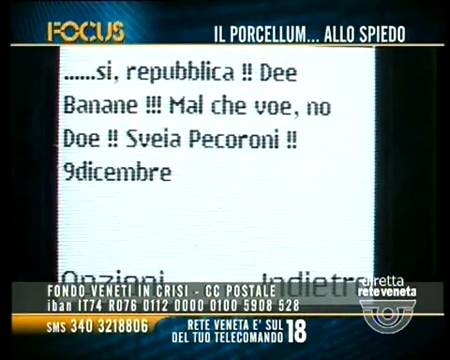 FOCUS
IL PORCELLUM... ALLO SPIEDO
......si, repubblica !! Dee
Banane !!! Mal che voe, no
Doe !! Sveia Pecoroni !!
9dicembre
Opzioni Indietro
diretta
reteveneta
FONDO VENETI IN CRISI - CC POSTALE
iban IT74 R076 0112 0000 0100 5908 528
SMS 340 3218806
RETE VENETA E' SUL
DEL TUO TELECOMANDO 18